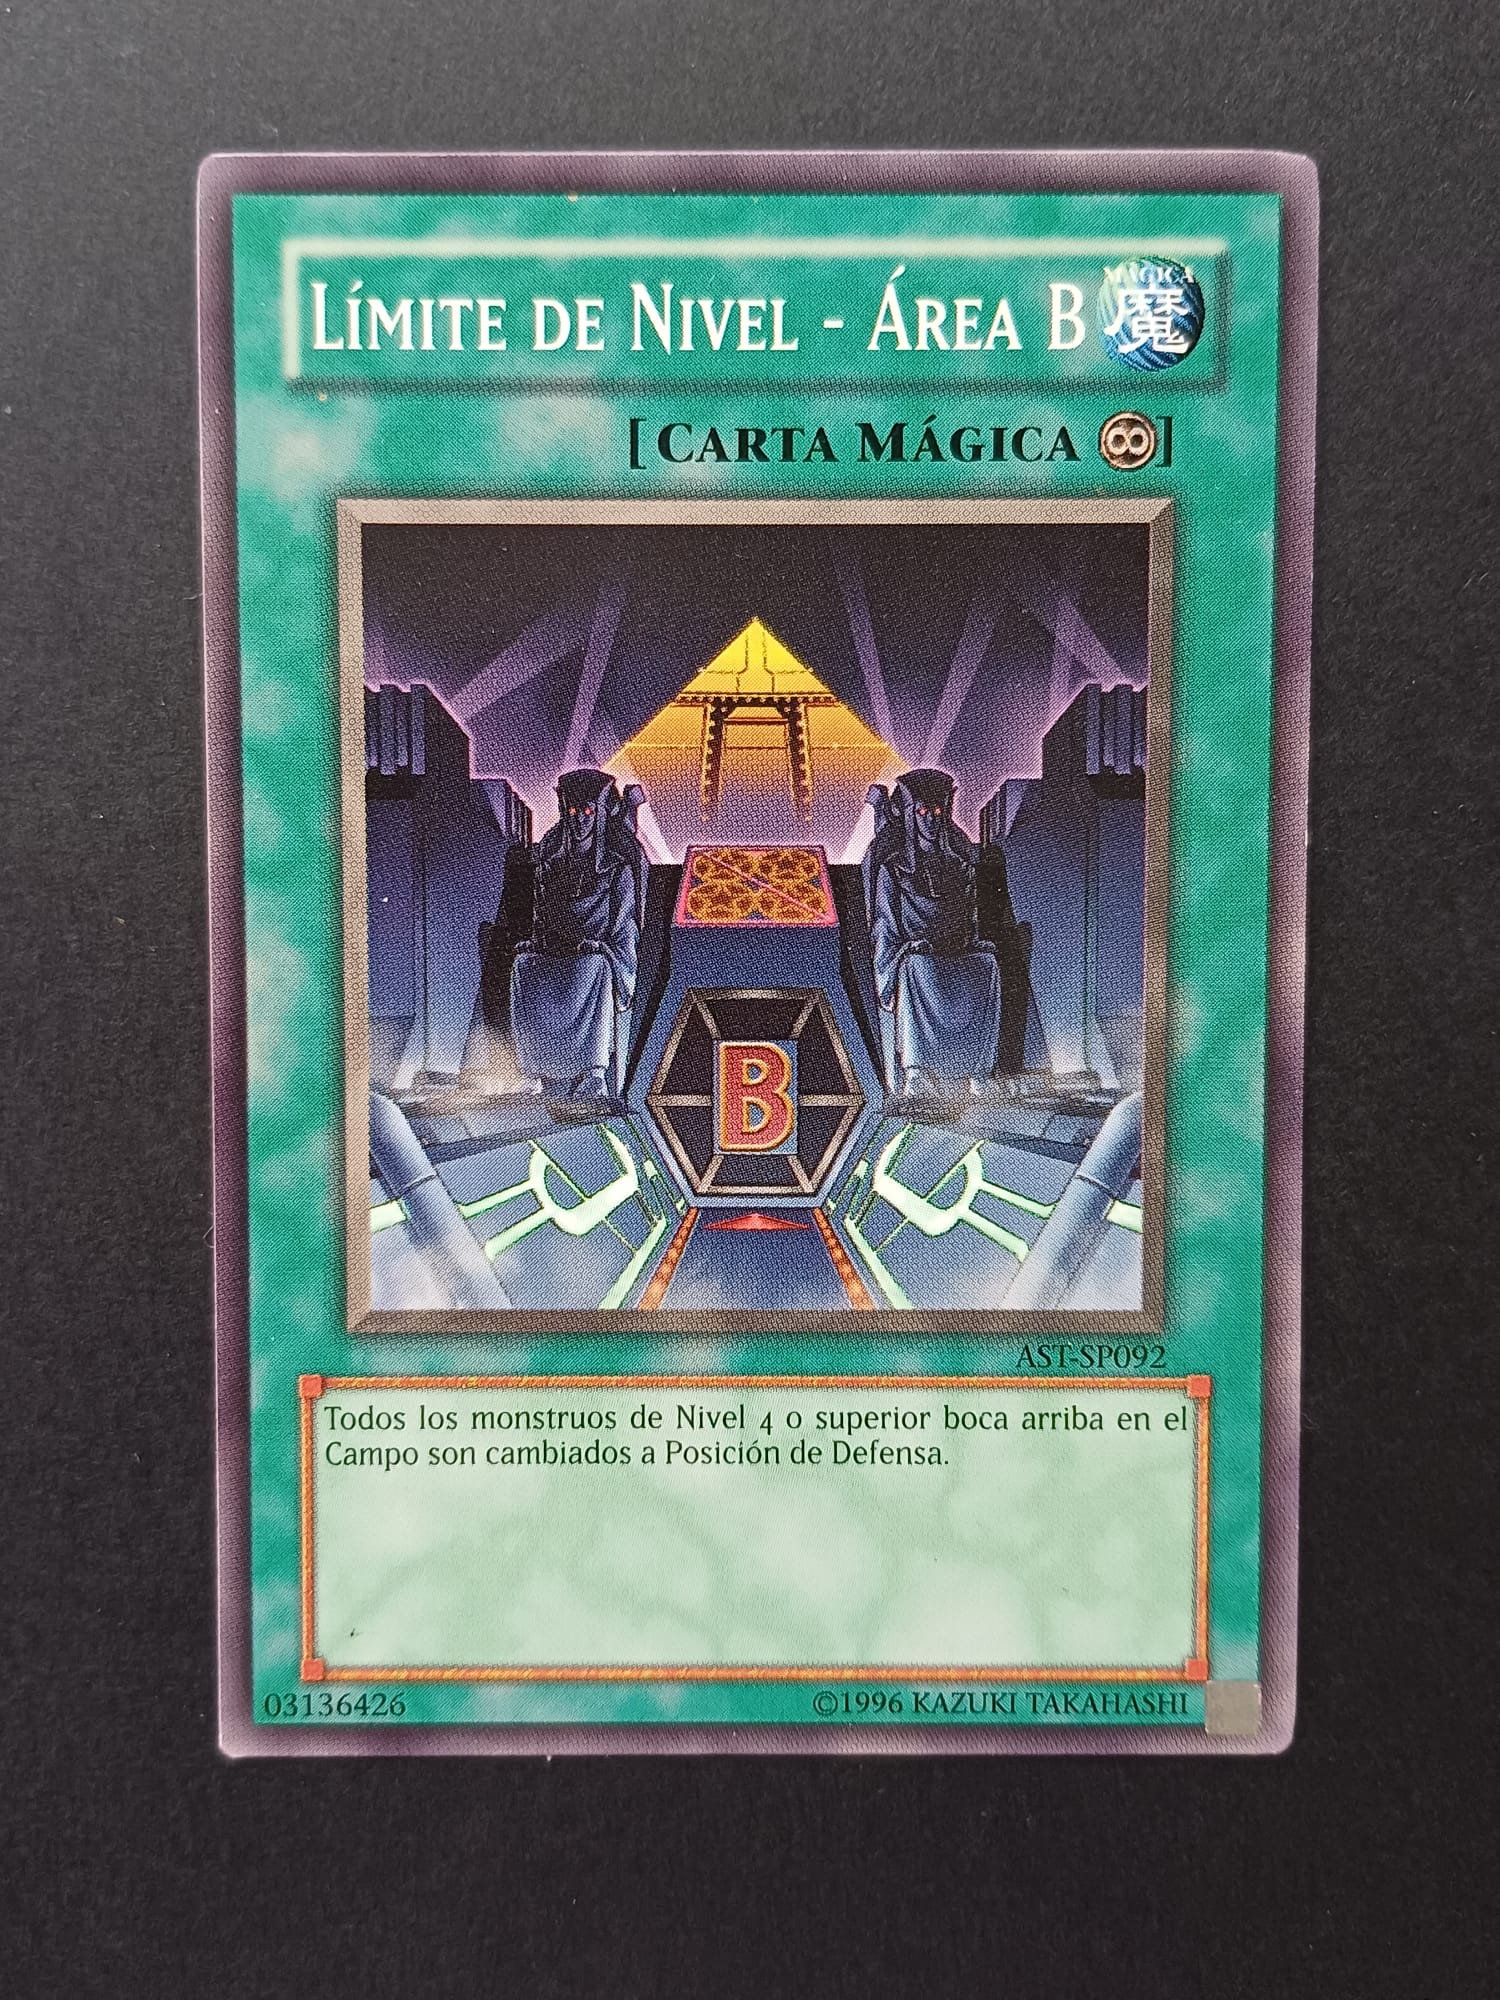 LÍMITE DE NIVEL - ÁREA B
MÁGICA
魔
[CARTA MÁGICA ∞]
B
AST-SP092
Todos los monstruos de Nivel 4 o superior boca arriba en el
Campo son cambiados a Posición de Defensa.
03136426 ©1996 KAZUKI TAKAHASHI